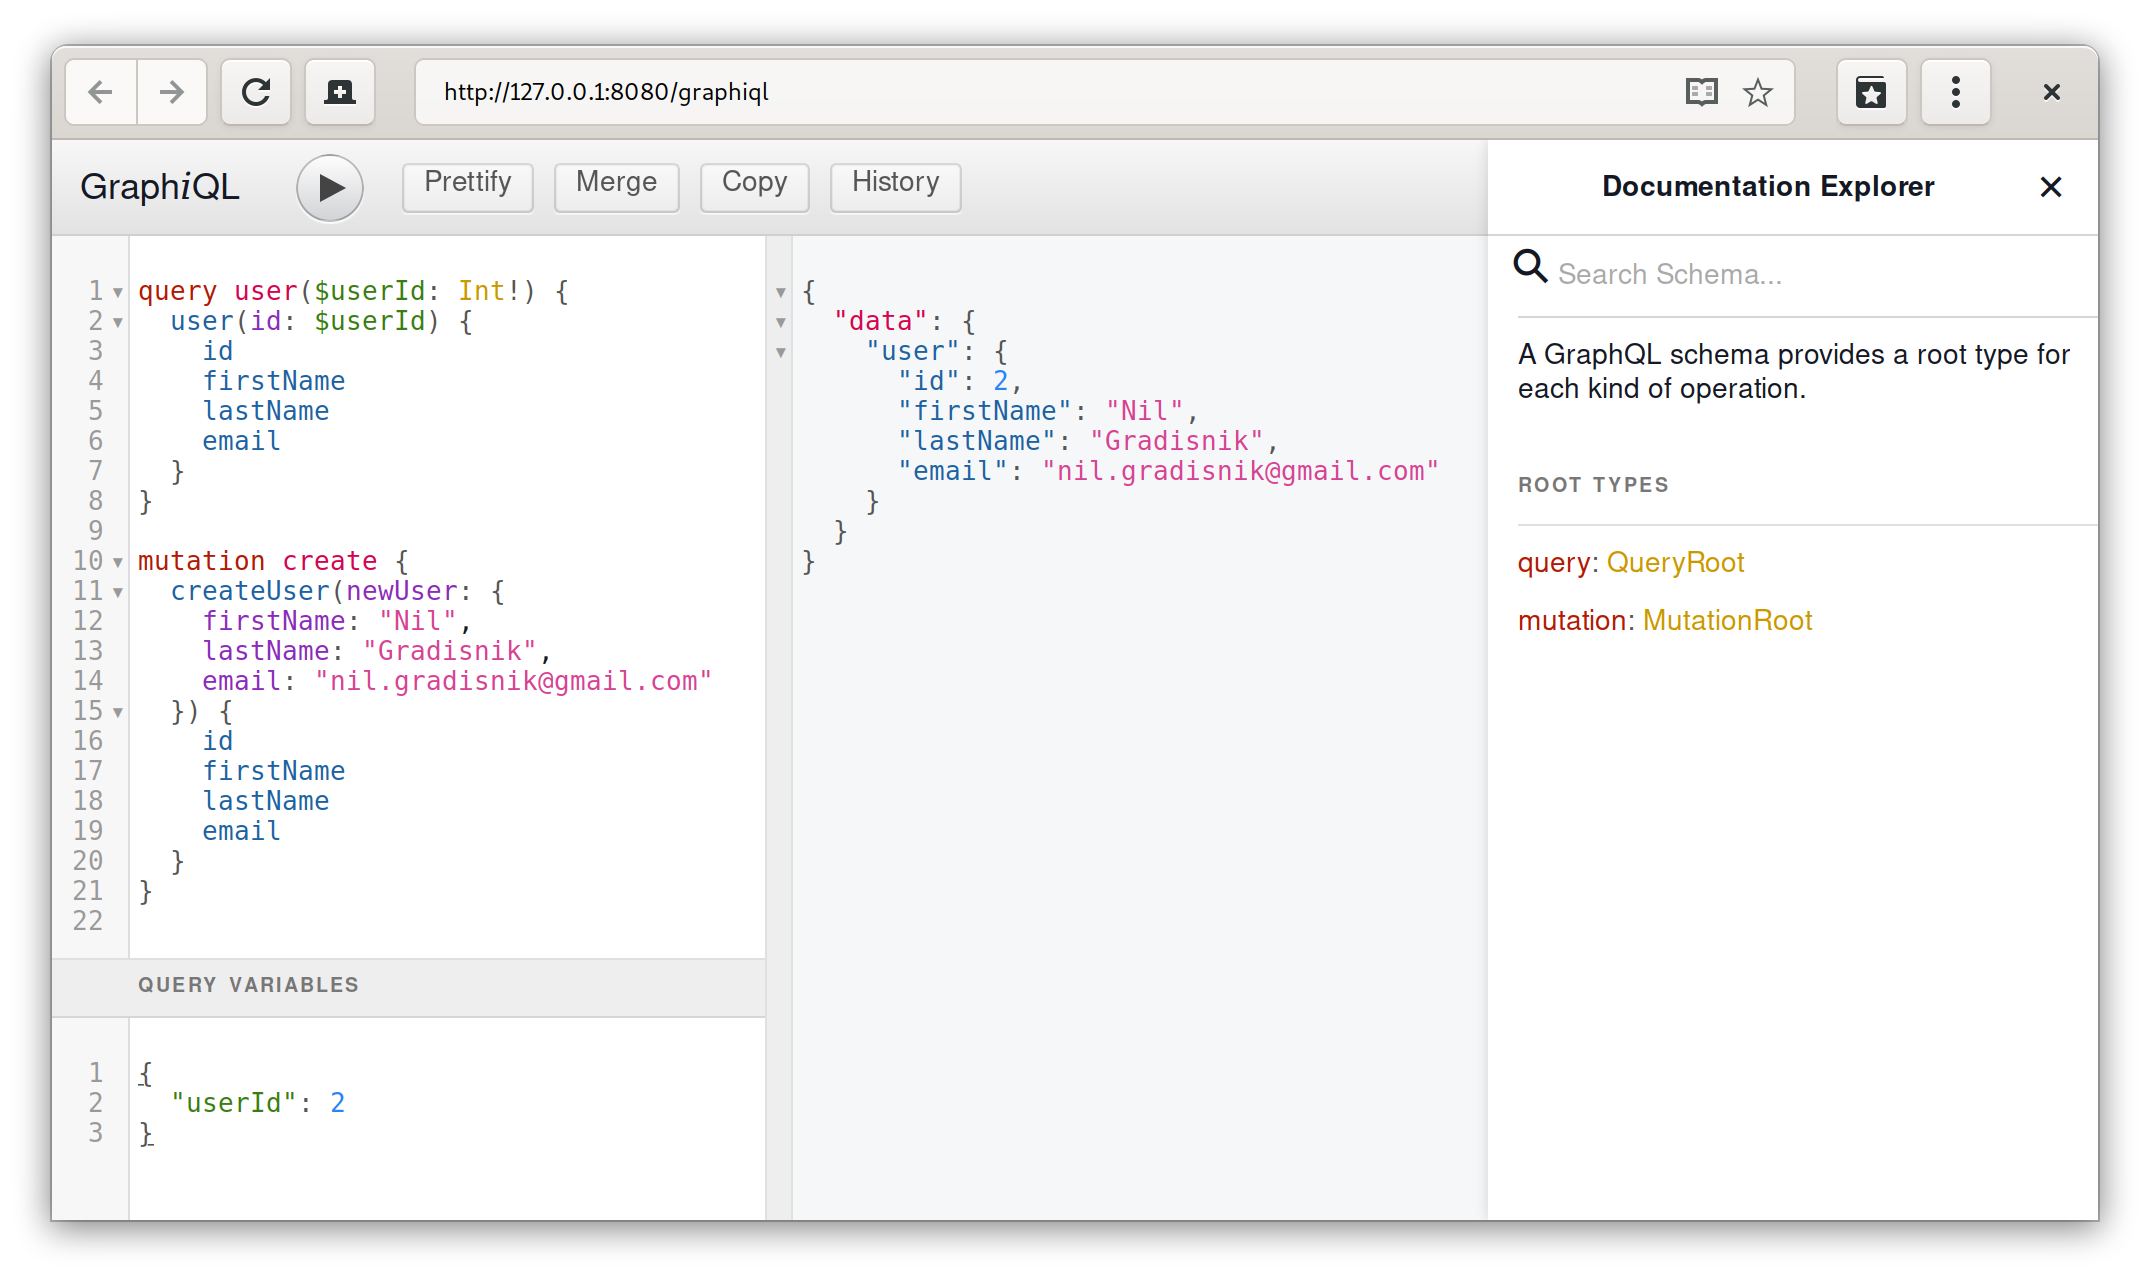 http://127.0.0.1:8080/graphiql
GraphiQL
Prettify
Merge
Copy
History
Documentation Explorer
1 query user($userId: Int!) {
2   user(id: $userId) {
3     id
4     firstName
5     lastName
6     email
7   }
8 }
9
10 mutation create {
11   createUser(newUser: {
12     firstName: "Nil",
13     lastName: "Gradisnik",
14     email: "nil.gradisnik@gmail.com"
15   }) {
16     id
17     firstName
18     lastName
19     email
20   }
21 }
22
QUERY VARIABLES
1 {
2   "userId": 2
3 }
{
  "data": {
    "user": {
      "id": 2,
      "firstName": "Nil",
      "lastName": "Gradisnik",
      "email": "nil.gradisnik@gmail.com"
    }
  }
}
Search Schema...
A GraphQL schema provides a root type for
each kind of operation.
ROOT TYPES
query: QueryRoot
mutation: MutationRoot